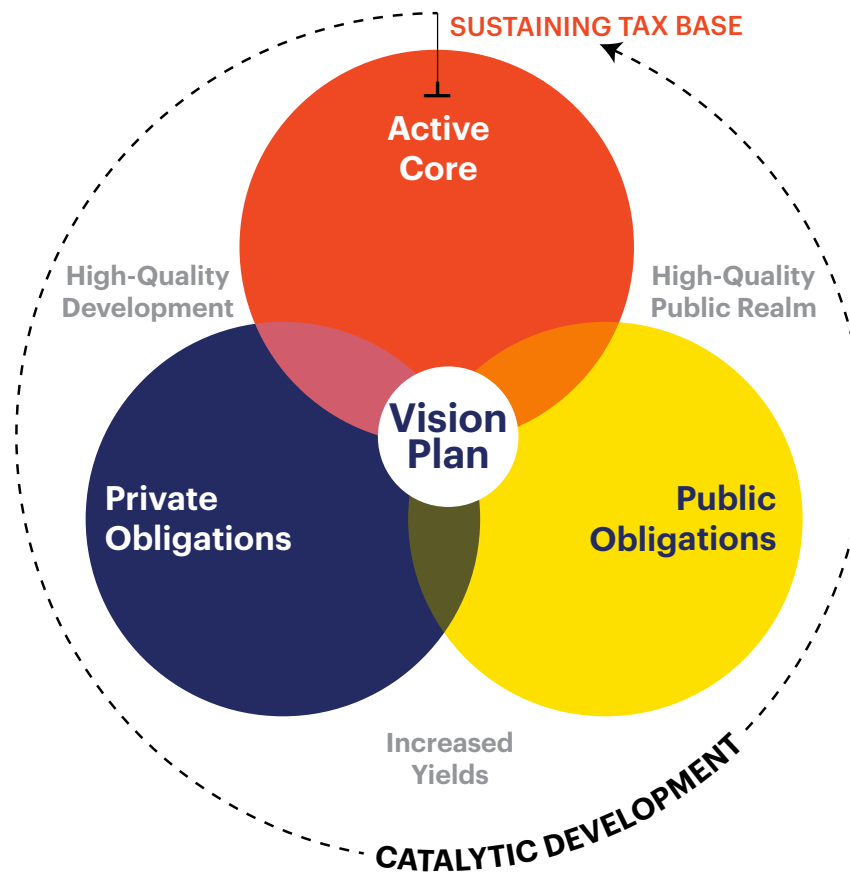 SUSTAINING TAX BASE
Active
Core
High-Quality
Development
High-Quality
Public Realm
Vision
Plan
Private
Obligations
Public
Obligations
Increased
Yields
CATALYTIC DEVELOPMENT